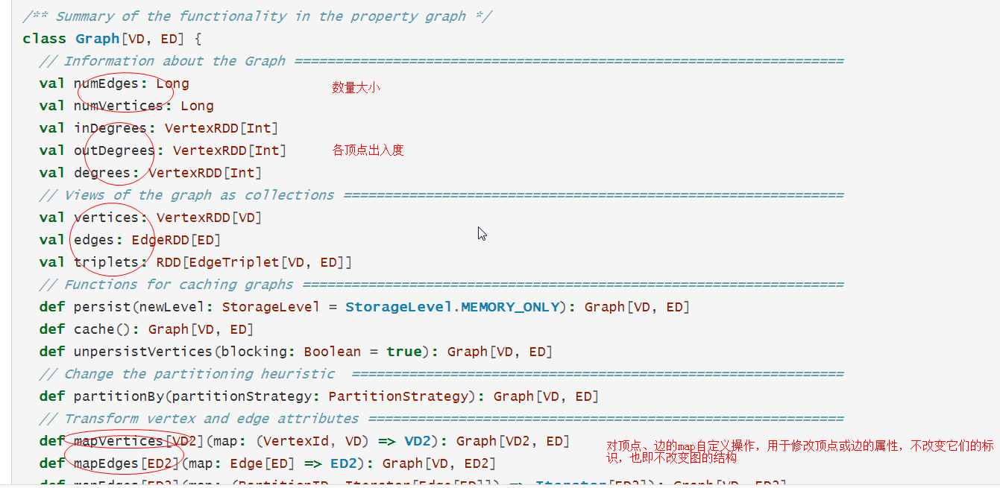 /** Summary of the functionality in the property graph */
class Graph[VD, ED] {
// Information about the Graph ===================================================================
val numEdges: Long
数量大小
val numVertices: Long
val inDegrees: VertexRDD[Int]
val outDegrees: VertexRDD[Int]
各顶点出入度
val degrees: VertexRDD[Int]
// Views of the graph as collections =============================================================
val vertices: VertexRDD[VD]
val edges: EdgeRDD[ED]
val triplets: RDD[EdgeTriplet[VD, ED]]
// Functions for caching graphs ==================================================================
def persist(newLevel: StorageLevel = StorageLevel.MEMORY_ONLY): Graph[VD, ED]
def cache(): Graph[VD, ED]
def unpersistVertices(blocking: Boolean = true): Graph[VD, ED]
// Change the partitioning heuristic ============================================================
def partitionBy(partitionStrategy: PartitionStrategy): Graph[VD, ED]
// Transform vertex and edge attributes ==========================================================
def mapVertices[VD2](map: (VertexId, VD) => VD2): Graph[VD2, ED]
对顶点、边的map自定义操作，用于修改顶点或边的属性，不改变它们的标
识，也即不改变图的结构
def mapEdges[ED2](map: Edge[ED] => ED2): Graph[VD, ED2]
def mapEdges[ED2](map: (PartitionID, Iterator[Edge[ED]]) => Iterator[ED2]): Graph[VD, ED2]